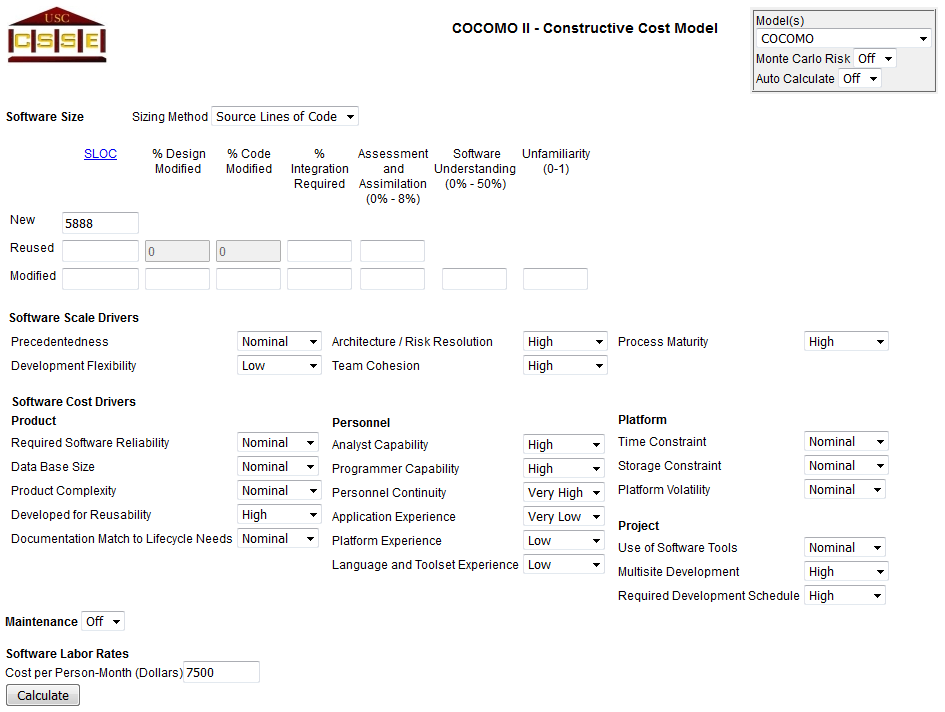 USC
CSSE
COCOMO II - Constructive Cost Model
Model(s)
COCOMO
Monte Carlo Risk Off
Auto Calculate Off
Software Size Sizing Method Source Lines of Code
SLOC % Design Modified % Code Modified % Integration Required Assessment and Assimilation (0% - 8%) Software Understanding (0% - 50%) Unfamiliarity (0-1)
New 5888
Reused 0 0
Modified
Software Scale Drivers
Precedentedness Nominal Architecture / Risk Resolution High Process Maturity High
Development Flexibility Low Team Cohesion High
Software Cost Drivers
Product
Required Software Reliability Nominal
Data Base Size Nominal
Product Complexity Nominal
Developed for Reusability High
Documentation Match to Lifecycle Needs Nominal
Personnel
Analyst Capability High
Programmer Capability High
Personnel Continuity Very High
Application Experience Very Low
Platform Experience Low
Language and Toolset Experience Low
Platform
Time Constraint Nominal
Storage Constraint Nominal
Platform Volatility Nominal
Project
Use of Software Tools Nominal
Multisite Development High
Required Development Schedule High
Maintenance Off
Software Labor Rates
Cost per Person-Month (Dollars) 7500
Calculate